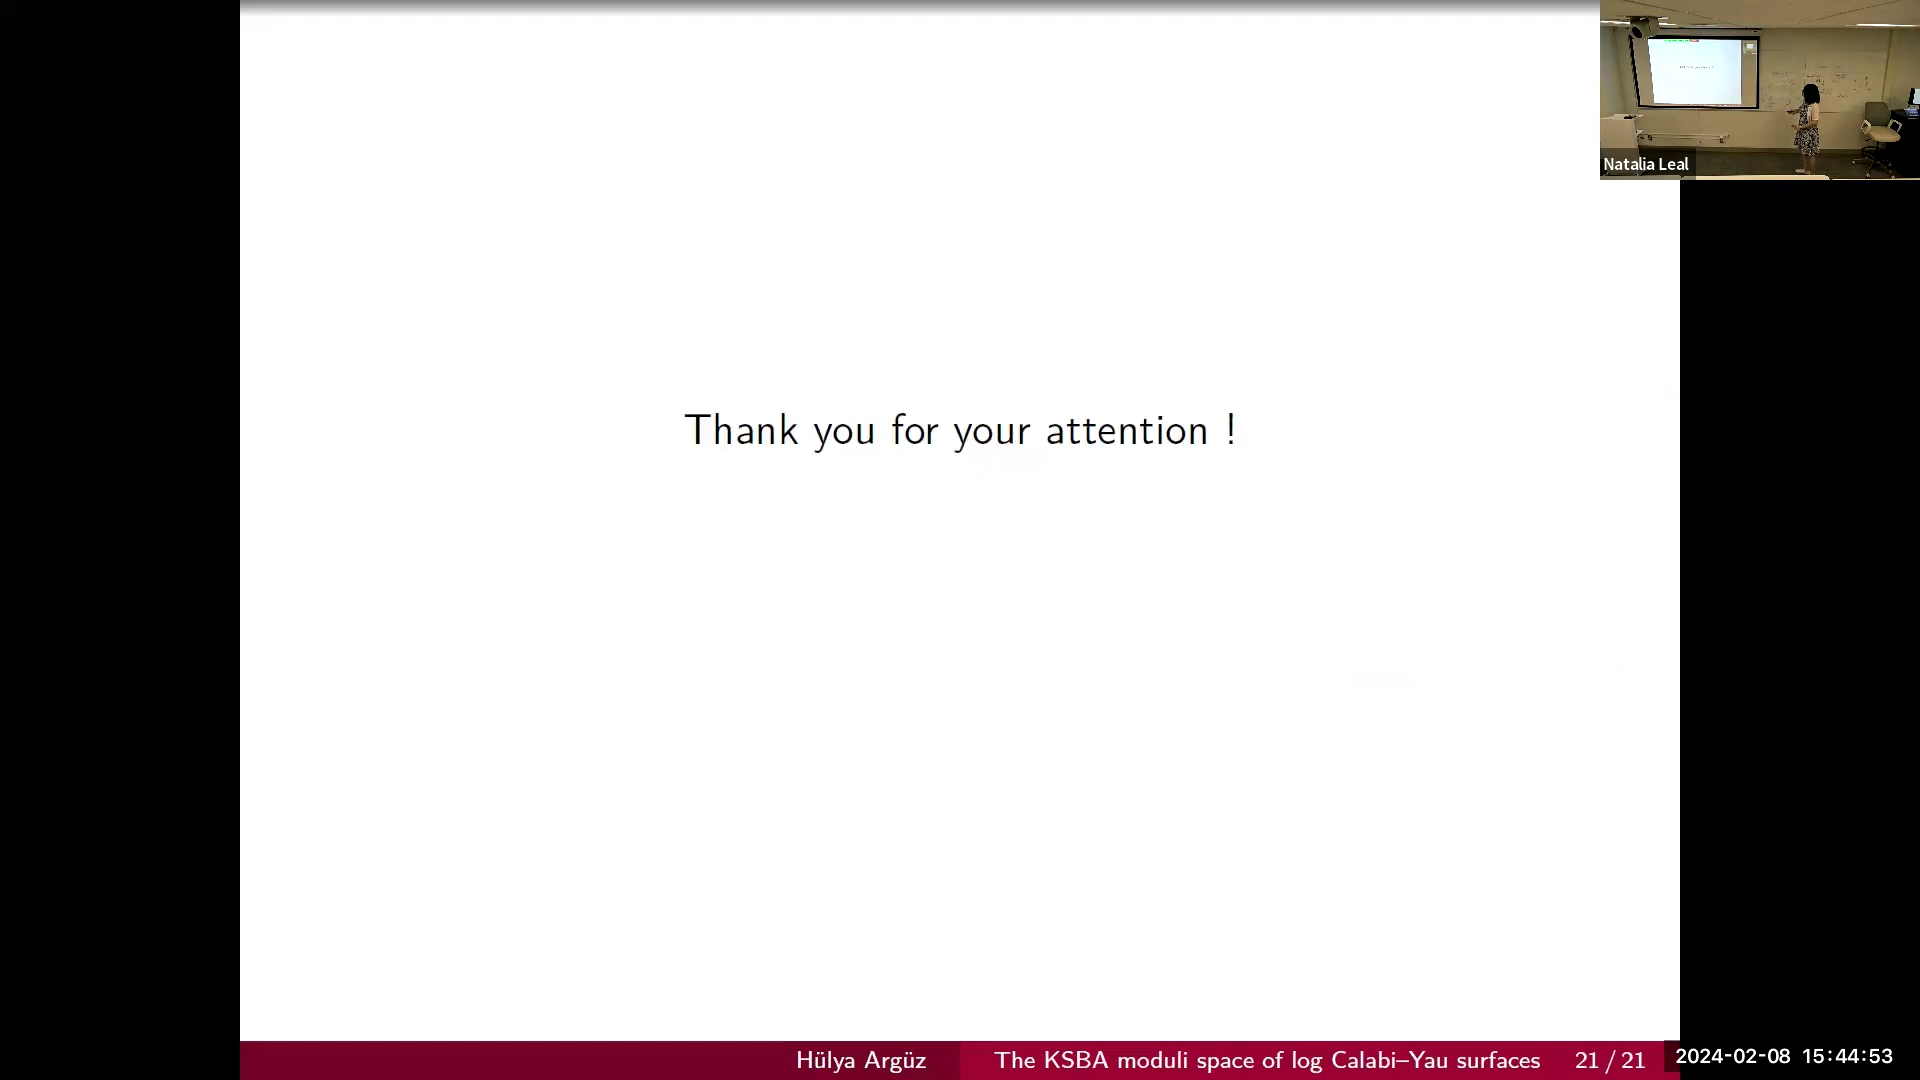 Natalia Leal
Thank you for your attention !
Hülya Argüz
The KSBA moduli space of log Calabi–Yau surfaces
21 / 21
2024-02-08 15:44:53